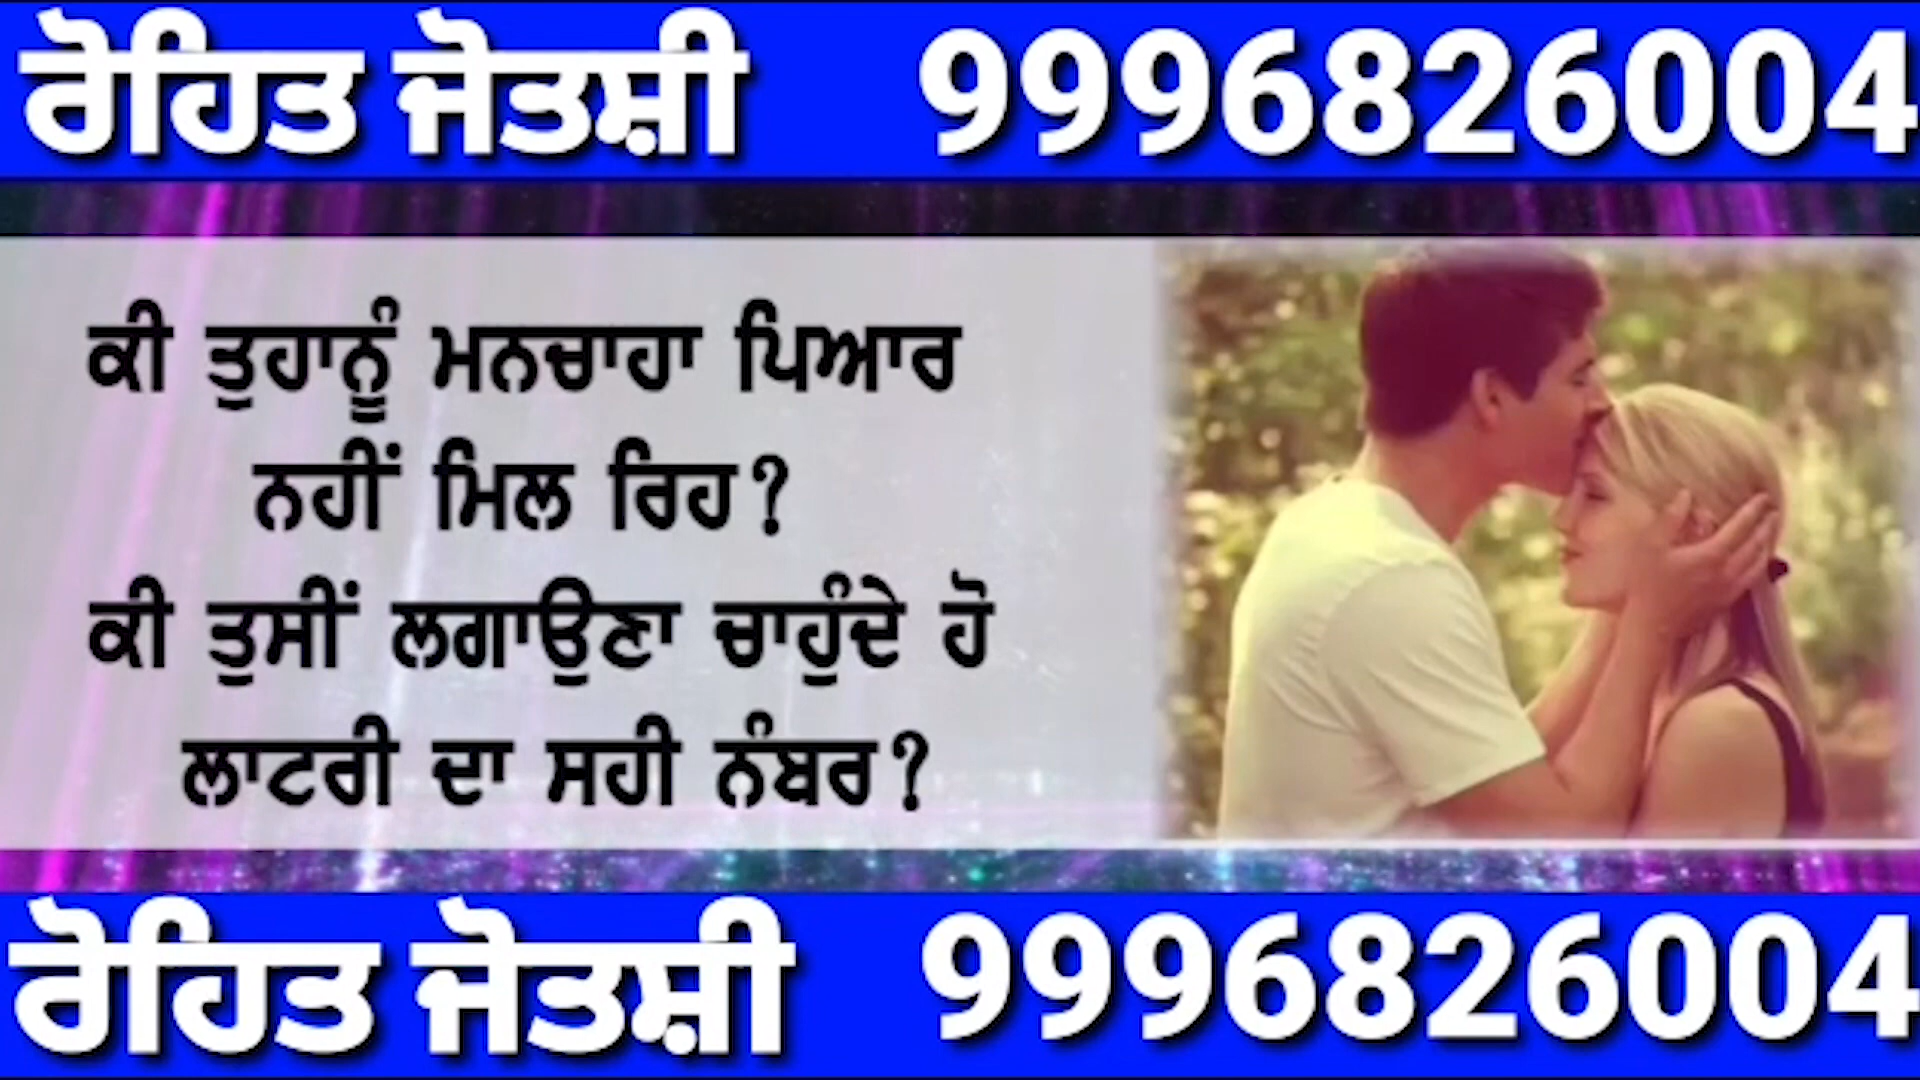 ਰੋਹਿਤ ਜੋਤਸ਼ੀ 9996826004
ਕੀ ਤੁਹਾਨੂੰ ਮਨਚਾਹਾ ਪਿਆਰ
ਨਹੀਂ ਮਿਲ ਰਿਹ?
ਕੀ ਤੁਸੀਂ ਲਗਾਉਣਾ ਚਾਹੁੰਦੇ ਹੋ
ਲਾਟਰੀ ਦਾ ਸਹੀ ਨੰਬਰ?
ਰੋਹਿਤ ਜੋਤਸ਼ੀ 9996826004